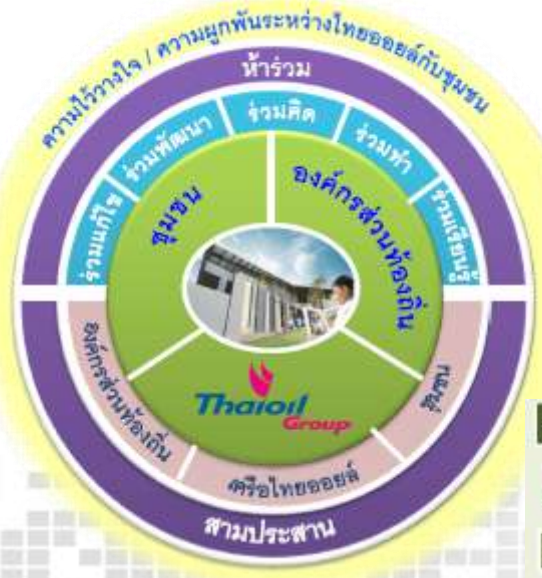 ความไว้วางใจ / ความผูกพันระหว่างไทยออยล์กับชุมชน
ห้าร่วม
ร่วมแก้ไข
ร่วมพัฒนา
ร่วมคิด
ร่วมทำ
ร่วมเรียนรู้
ชุมชน
องค์กรส่วนท้องถิ่น
Thaioil
Group
องค์กรส่วนท้องถิ่น
เครือไทยออยล์
ชุมชน
สามประสาน